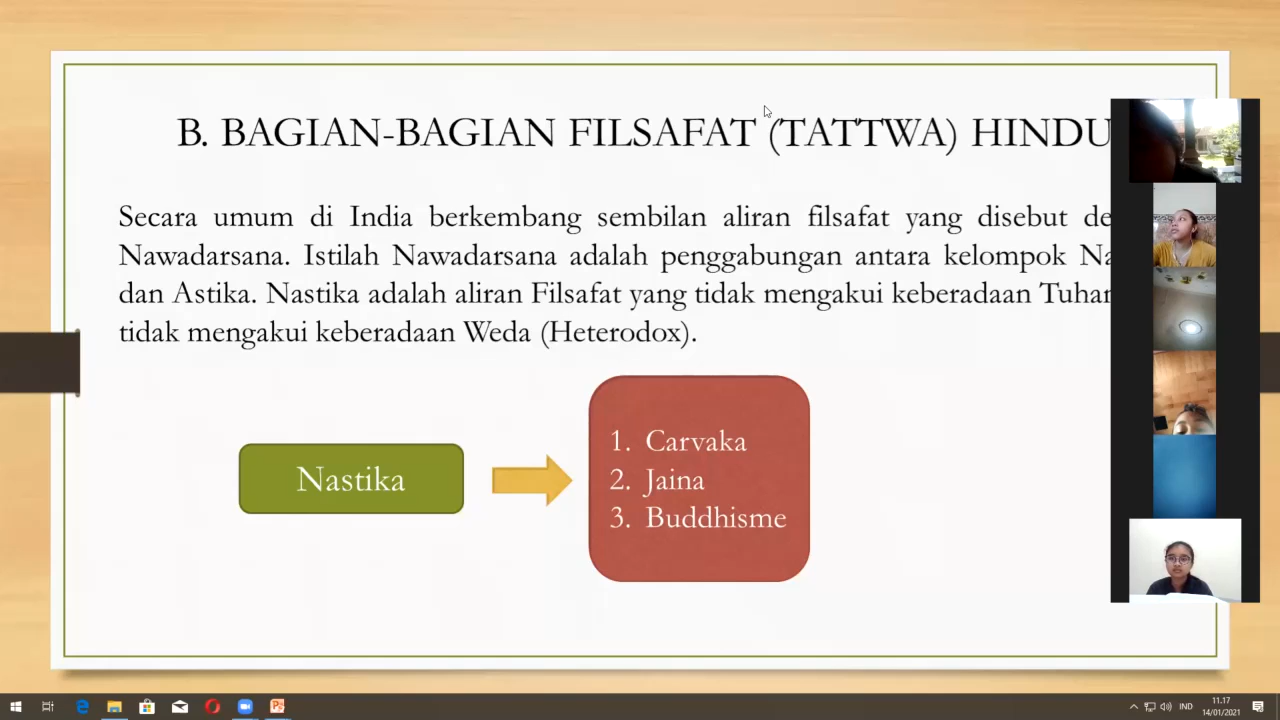 B. BAGIAN-BAGIAN FILSAFAT (TATTWA) HINDU
Secara umum di India berkembang sembilan aliran filsafat yang disebut de
Nawadarsana. Istilah Nawadarsana adalah penggabungan antara kelompok Na
dan Astika. Nastika adalah aliran Filsafat yang tidak mengakui keberadaan Tuhan
tidak mengakui keberadaan Weda (Heterodox).
Nastika
1. Carvaka
2. Jaina
3. Buddhisme
IND
11.17
14/01/2021